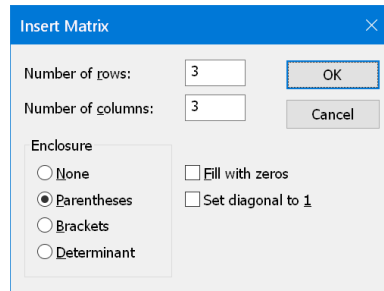 Insert Matrix
Number of rows: 3
OK
Number of columns: 3
Cancel
Enclosure
None
Fill with zeros
Parentheses
Set diagonal to 1
Brackets
Determinant